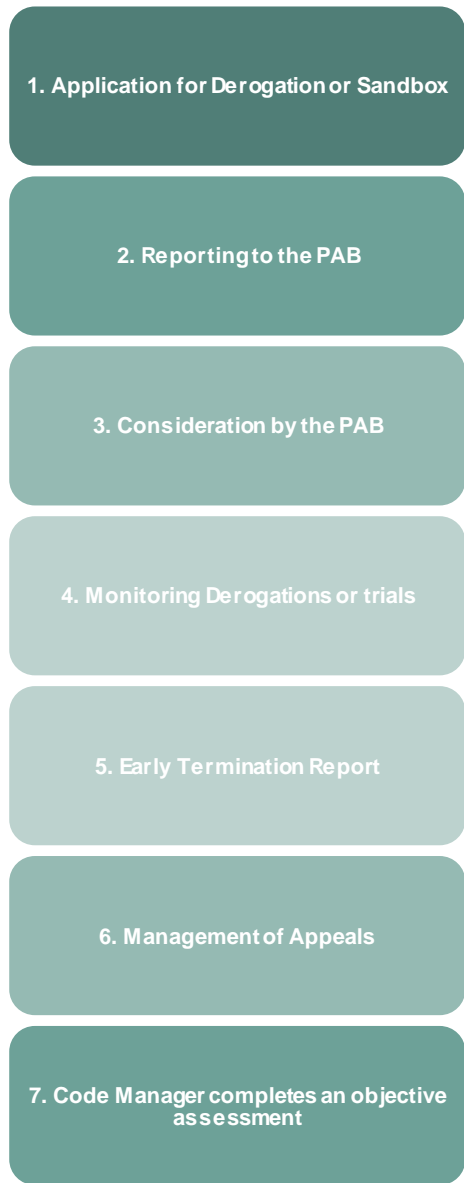 1. Application for Derogation or Sandbox
2. Reporting to the PAB
3. Consideration by the PAB
4. Monitoring Derogations or trials
5. Early Termination Report
6. Management of Appeals
7. Code Manager completes an objective
assessment